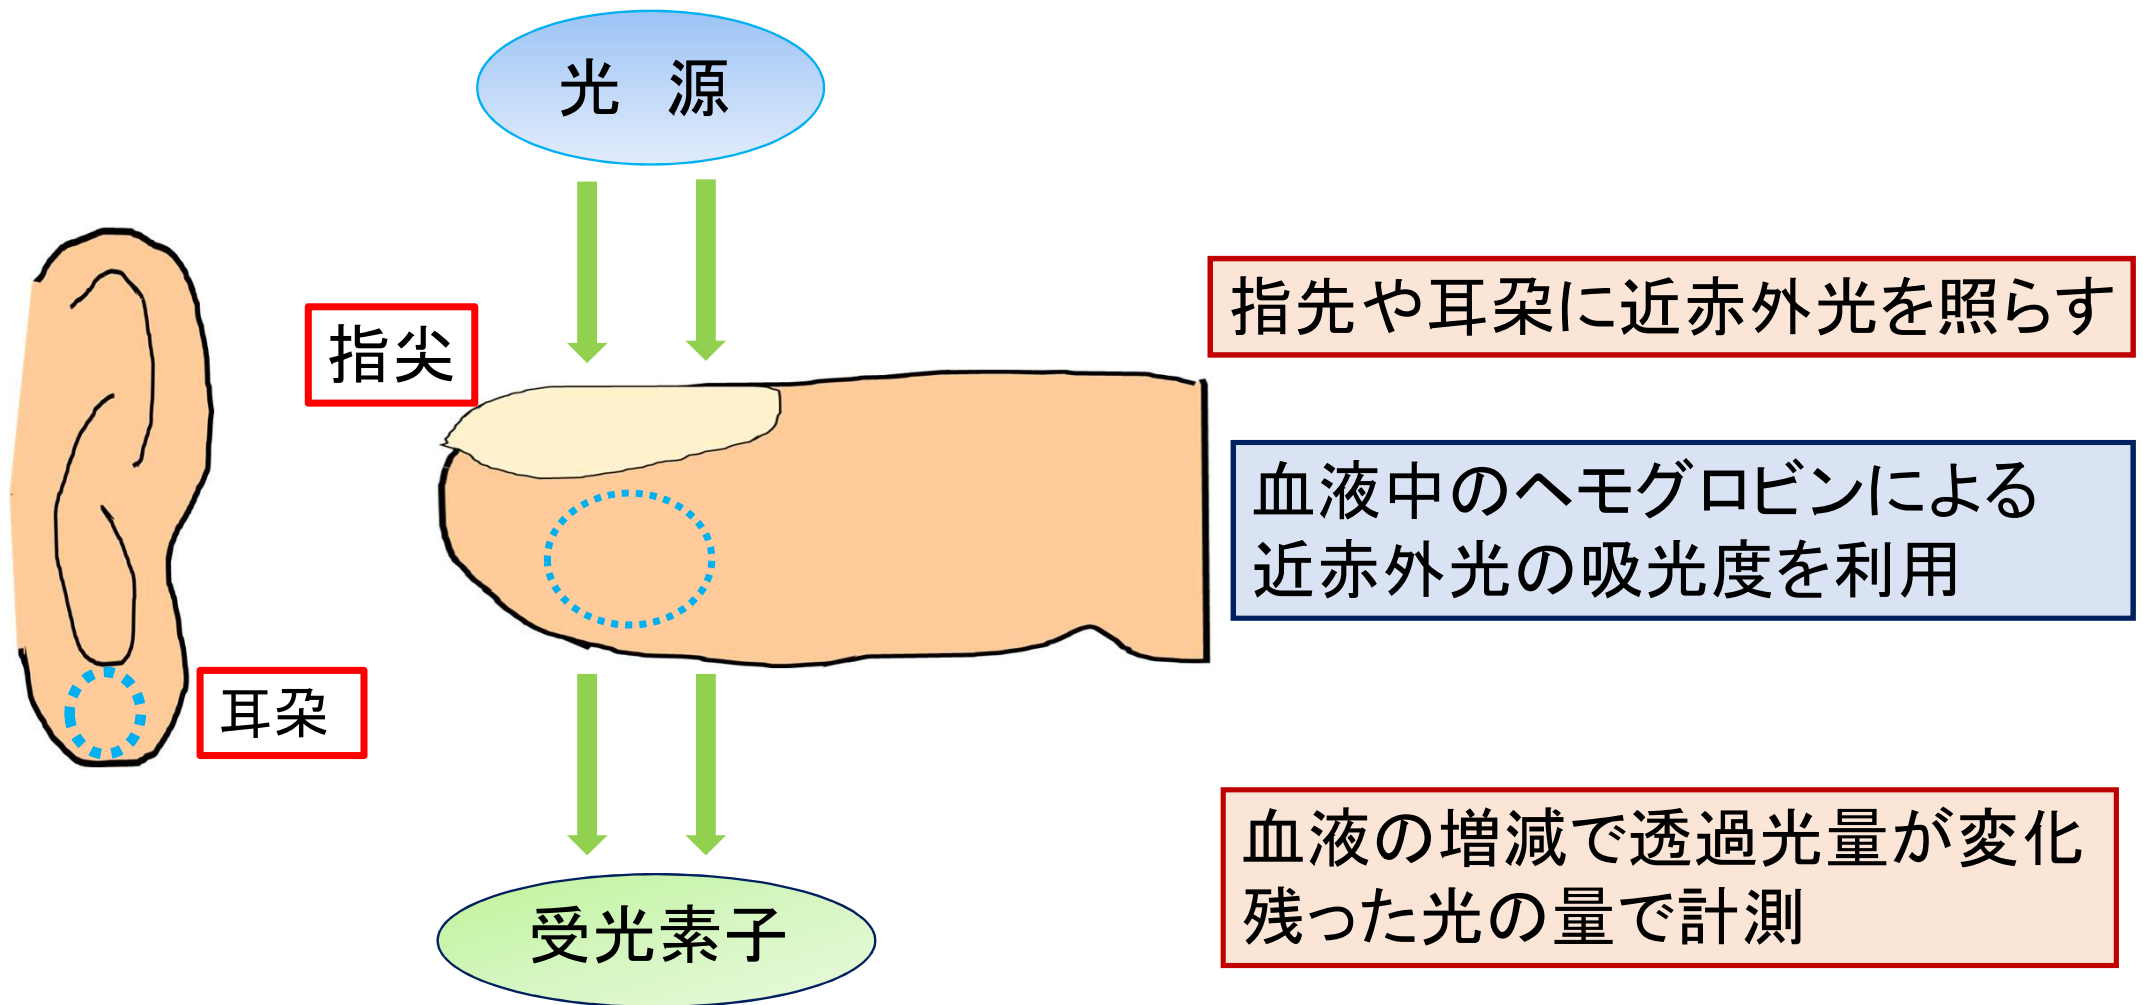 光　源
指尖
指先や耳朶に近赤外光を照らす
血液中のヘモグロビンによる
近赤外光の吸光度を利用
耳朶
血液の増減で透過光量が変化
残った光の量で計測
受光素子